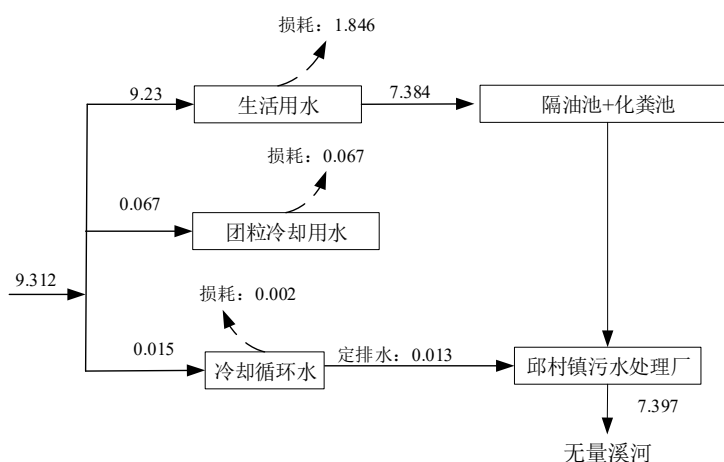 损耗：1.846
9.23
生活用水
7.384
隔油池+化粪池
损耗：0.067
0.067
团粒冷却用水
9.312
损耗：0.002
0.015
冷却循环水
定排水：0.013
邱村镇污水处理厂
7.397
无量溪河